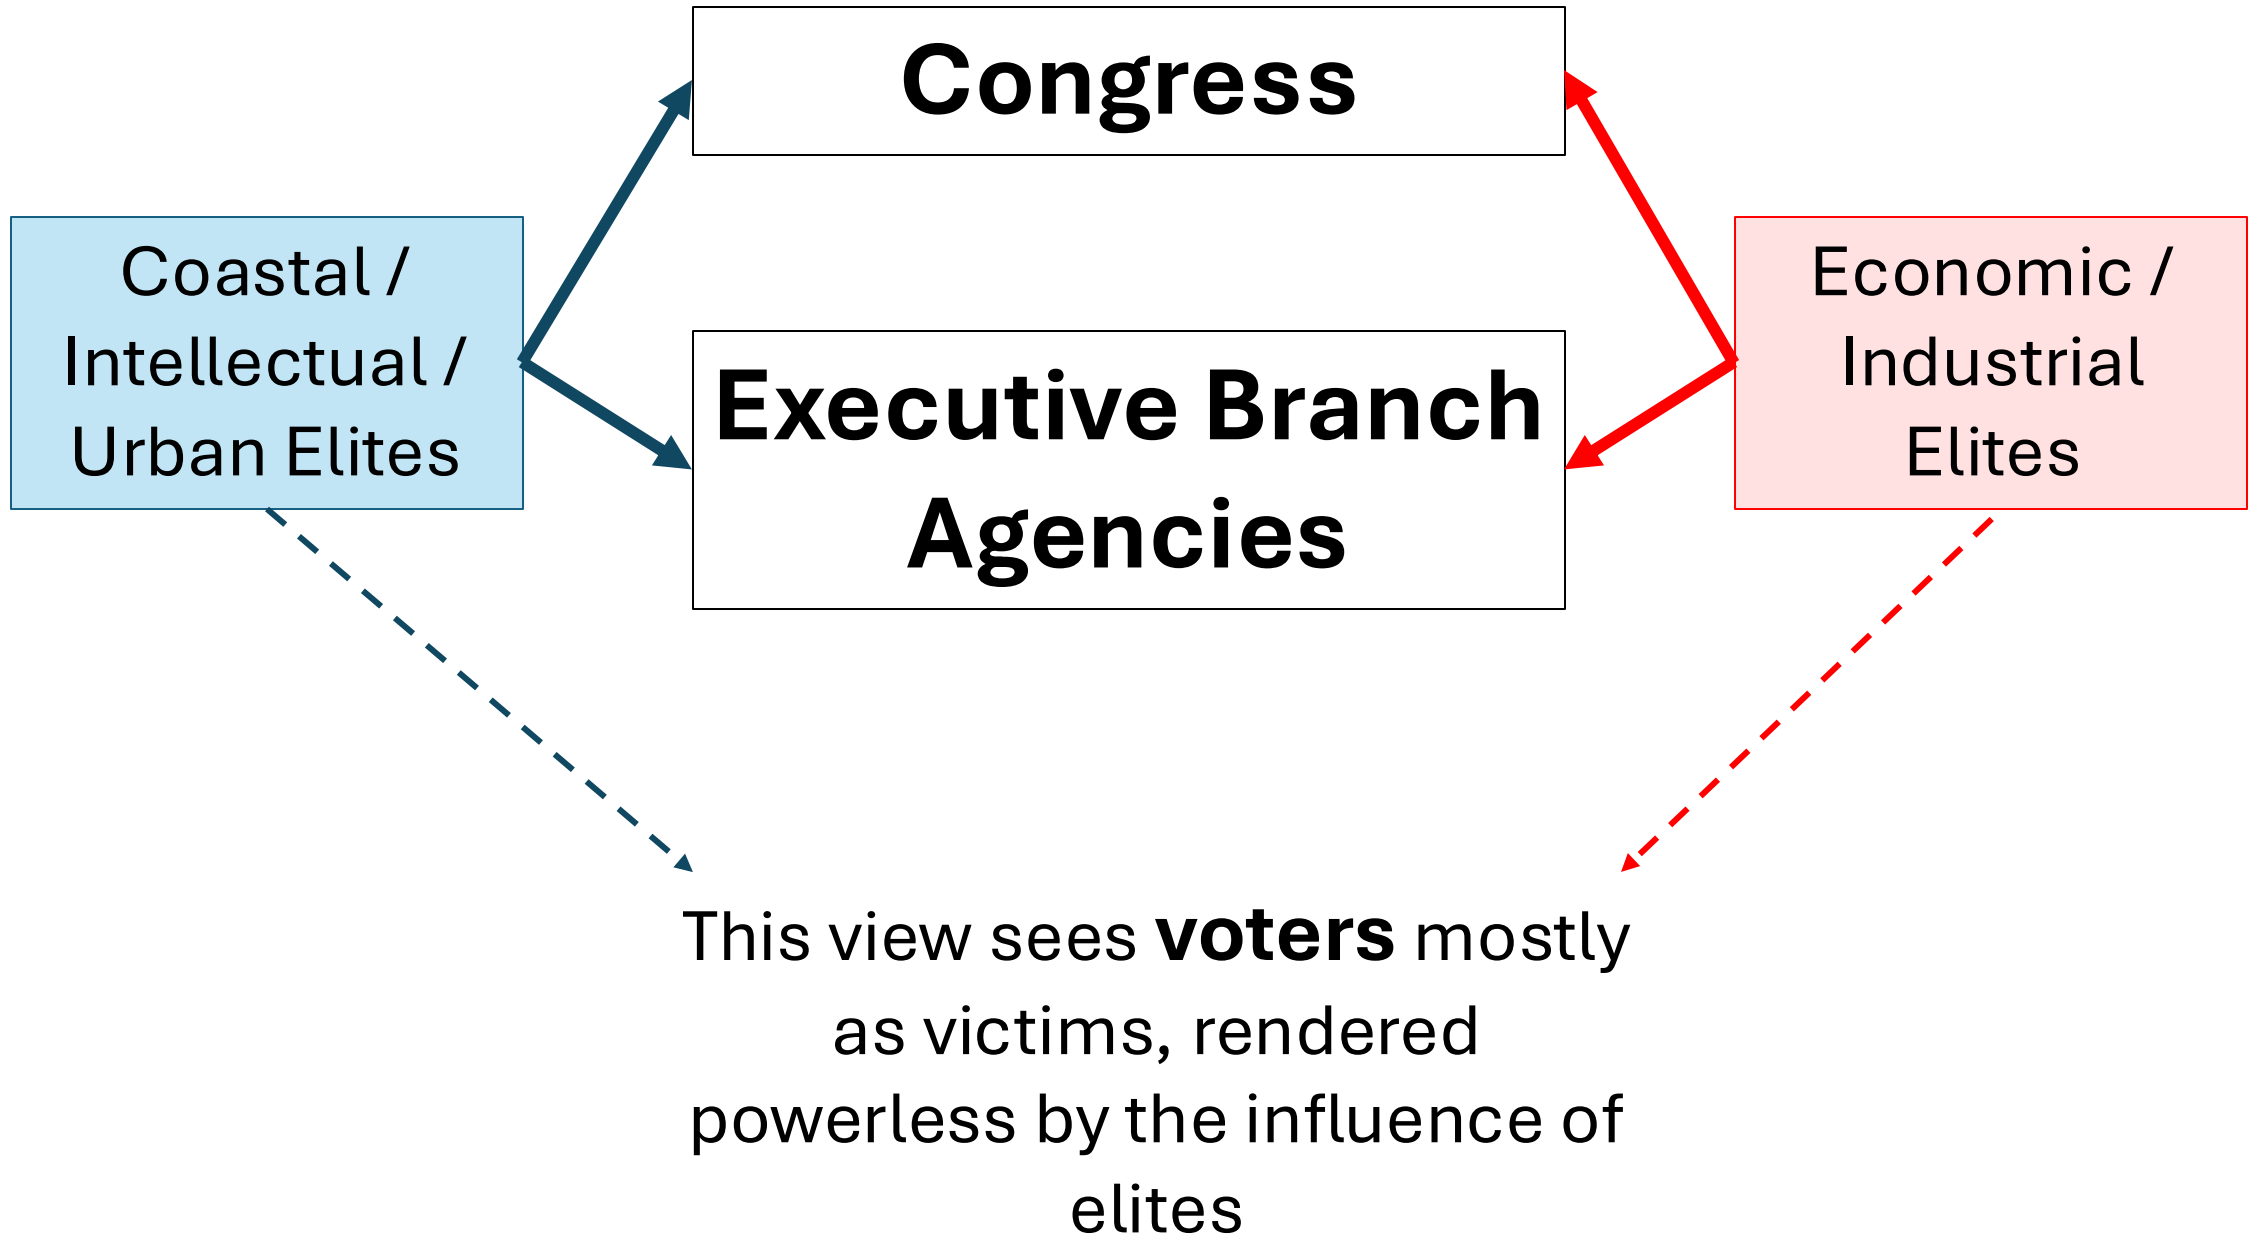 Congress
Coastal /
Intellectual /
Urban Elites
Executive Branch
Agencies
Economic /
Industrial
Elites
This view sees voters mostly
as victims, rendered
powerless by the influence of
elites